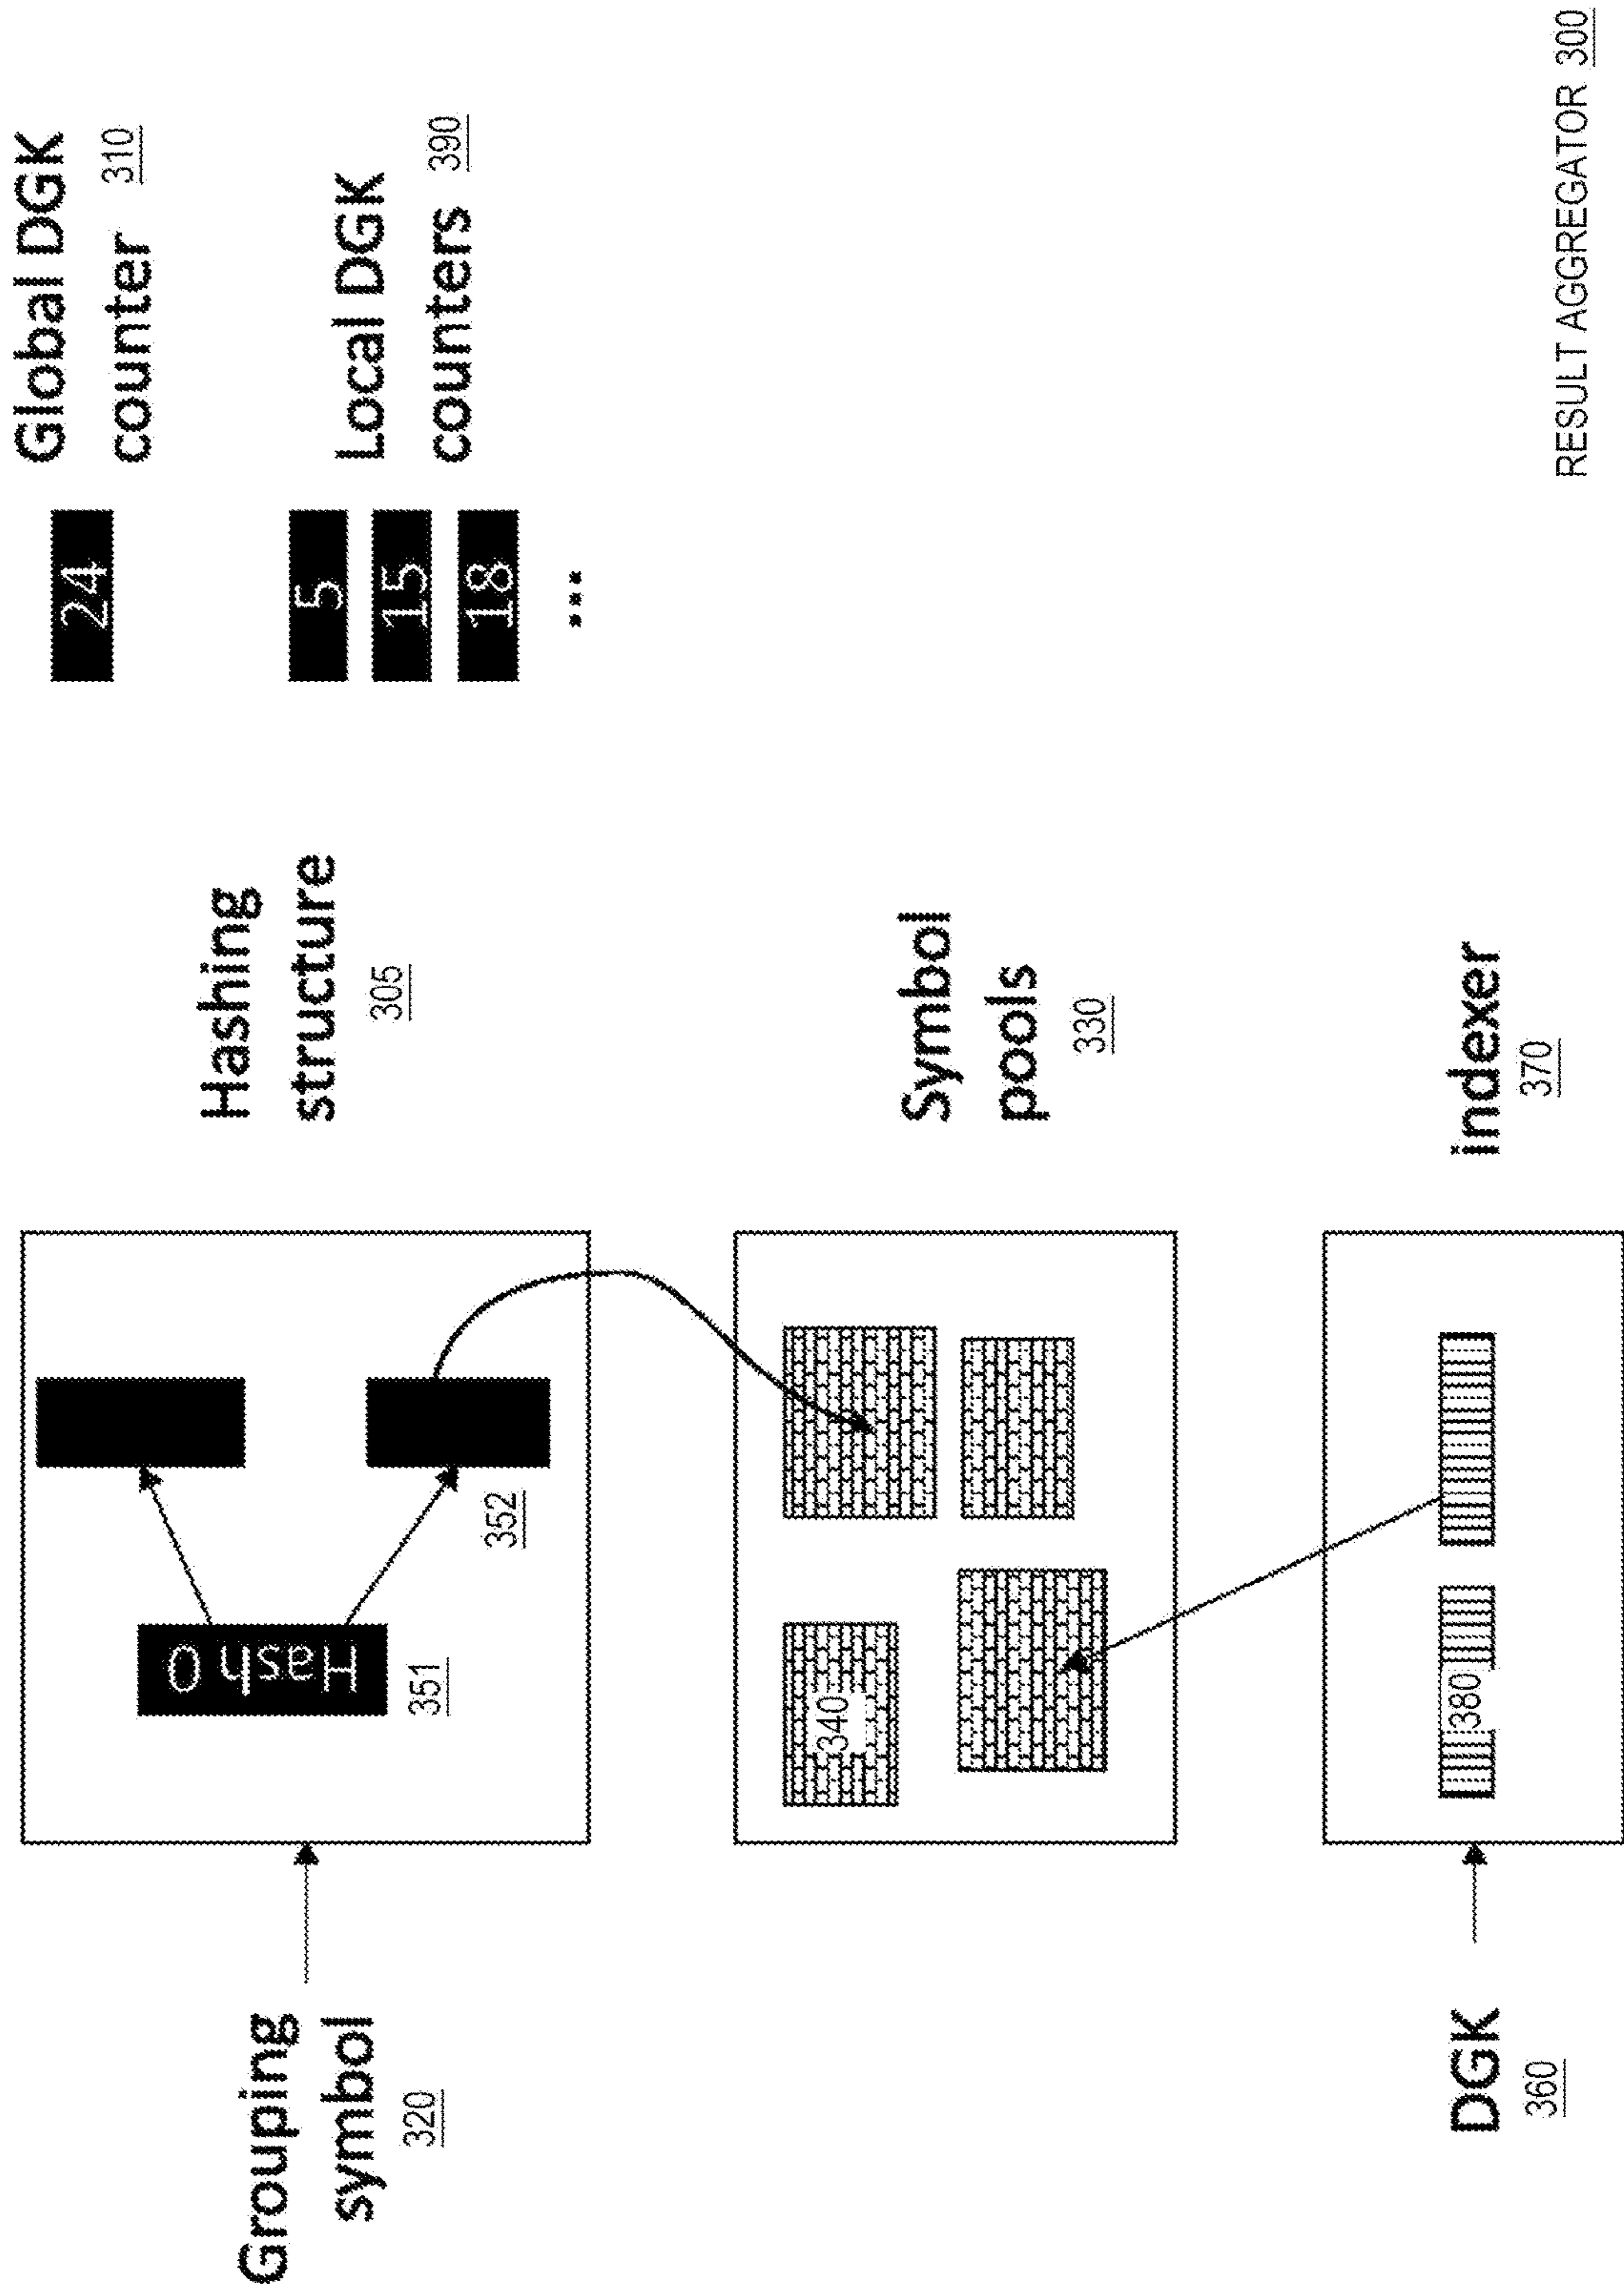 Grouping
symbol
320
Hash 0
351
352
Hashing
structure
305
24
Global DGK
counter
310
5
15
18
...
Local DGK
counters
390
340
Symbol
pools
330
DGK
360
380
indexer
370
RESULT AGGREGATOR 300